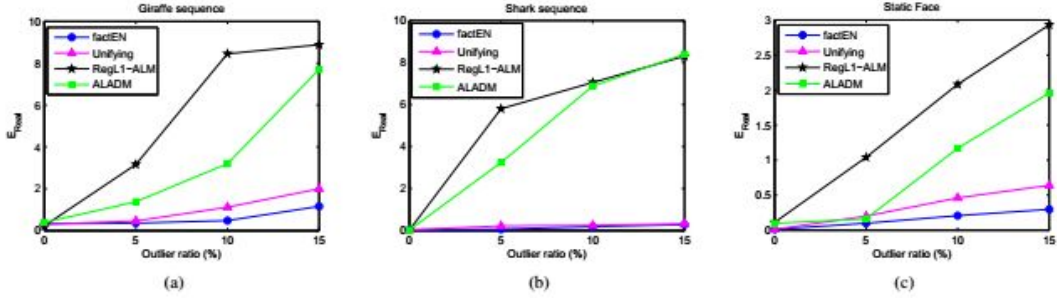 Giraffe sequence
10
8
6
4
2
0
E_Real
factEN
Unifying
RegL1-ALM
ALADM
0 5 10 15
Outlier ratio (%)
(a)
Shark sequence
10
8
6
4
2
0
E_Real
factEN
Unifying
RegL1-ALM
ALADM
0 5 10 15
Outlier ratio (%)
(b)
Static Face
3
2.5
2
1.5
1
0.5
0
E_Real
factEN
Unifying
RegL1-ALM
ALADM
0 5 10 15
Outlier ratio (%)
(c)